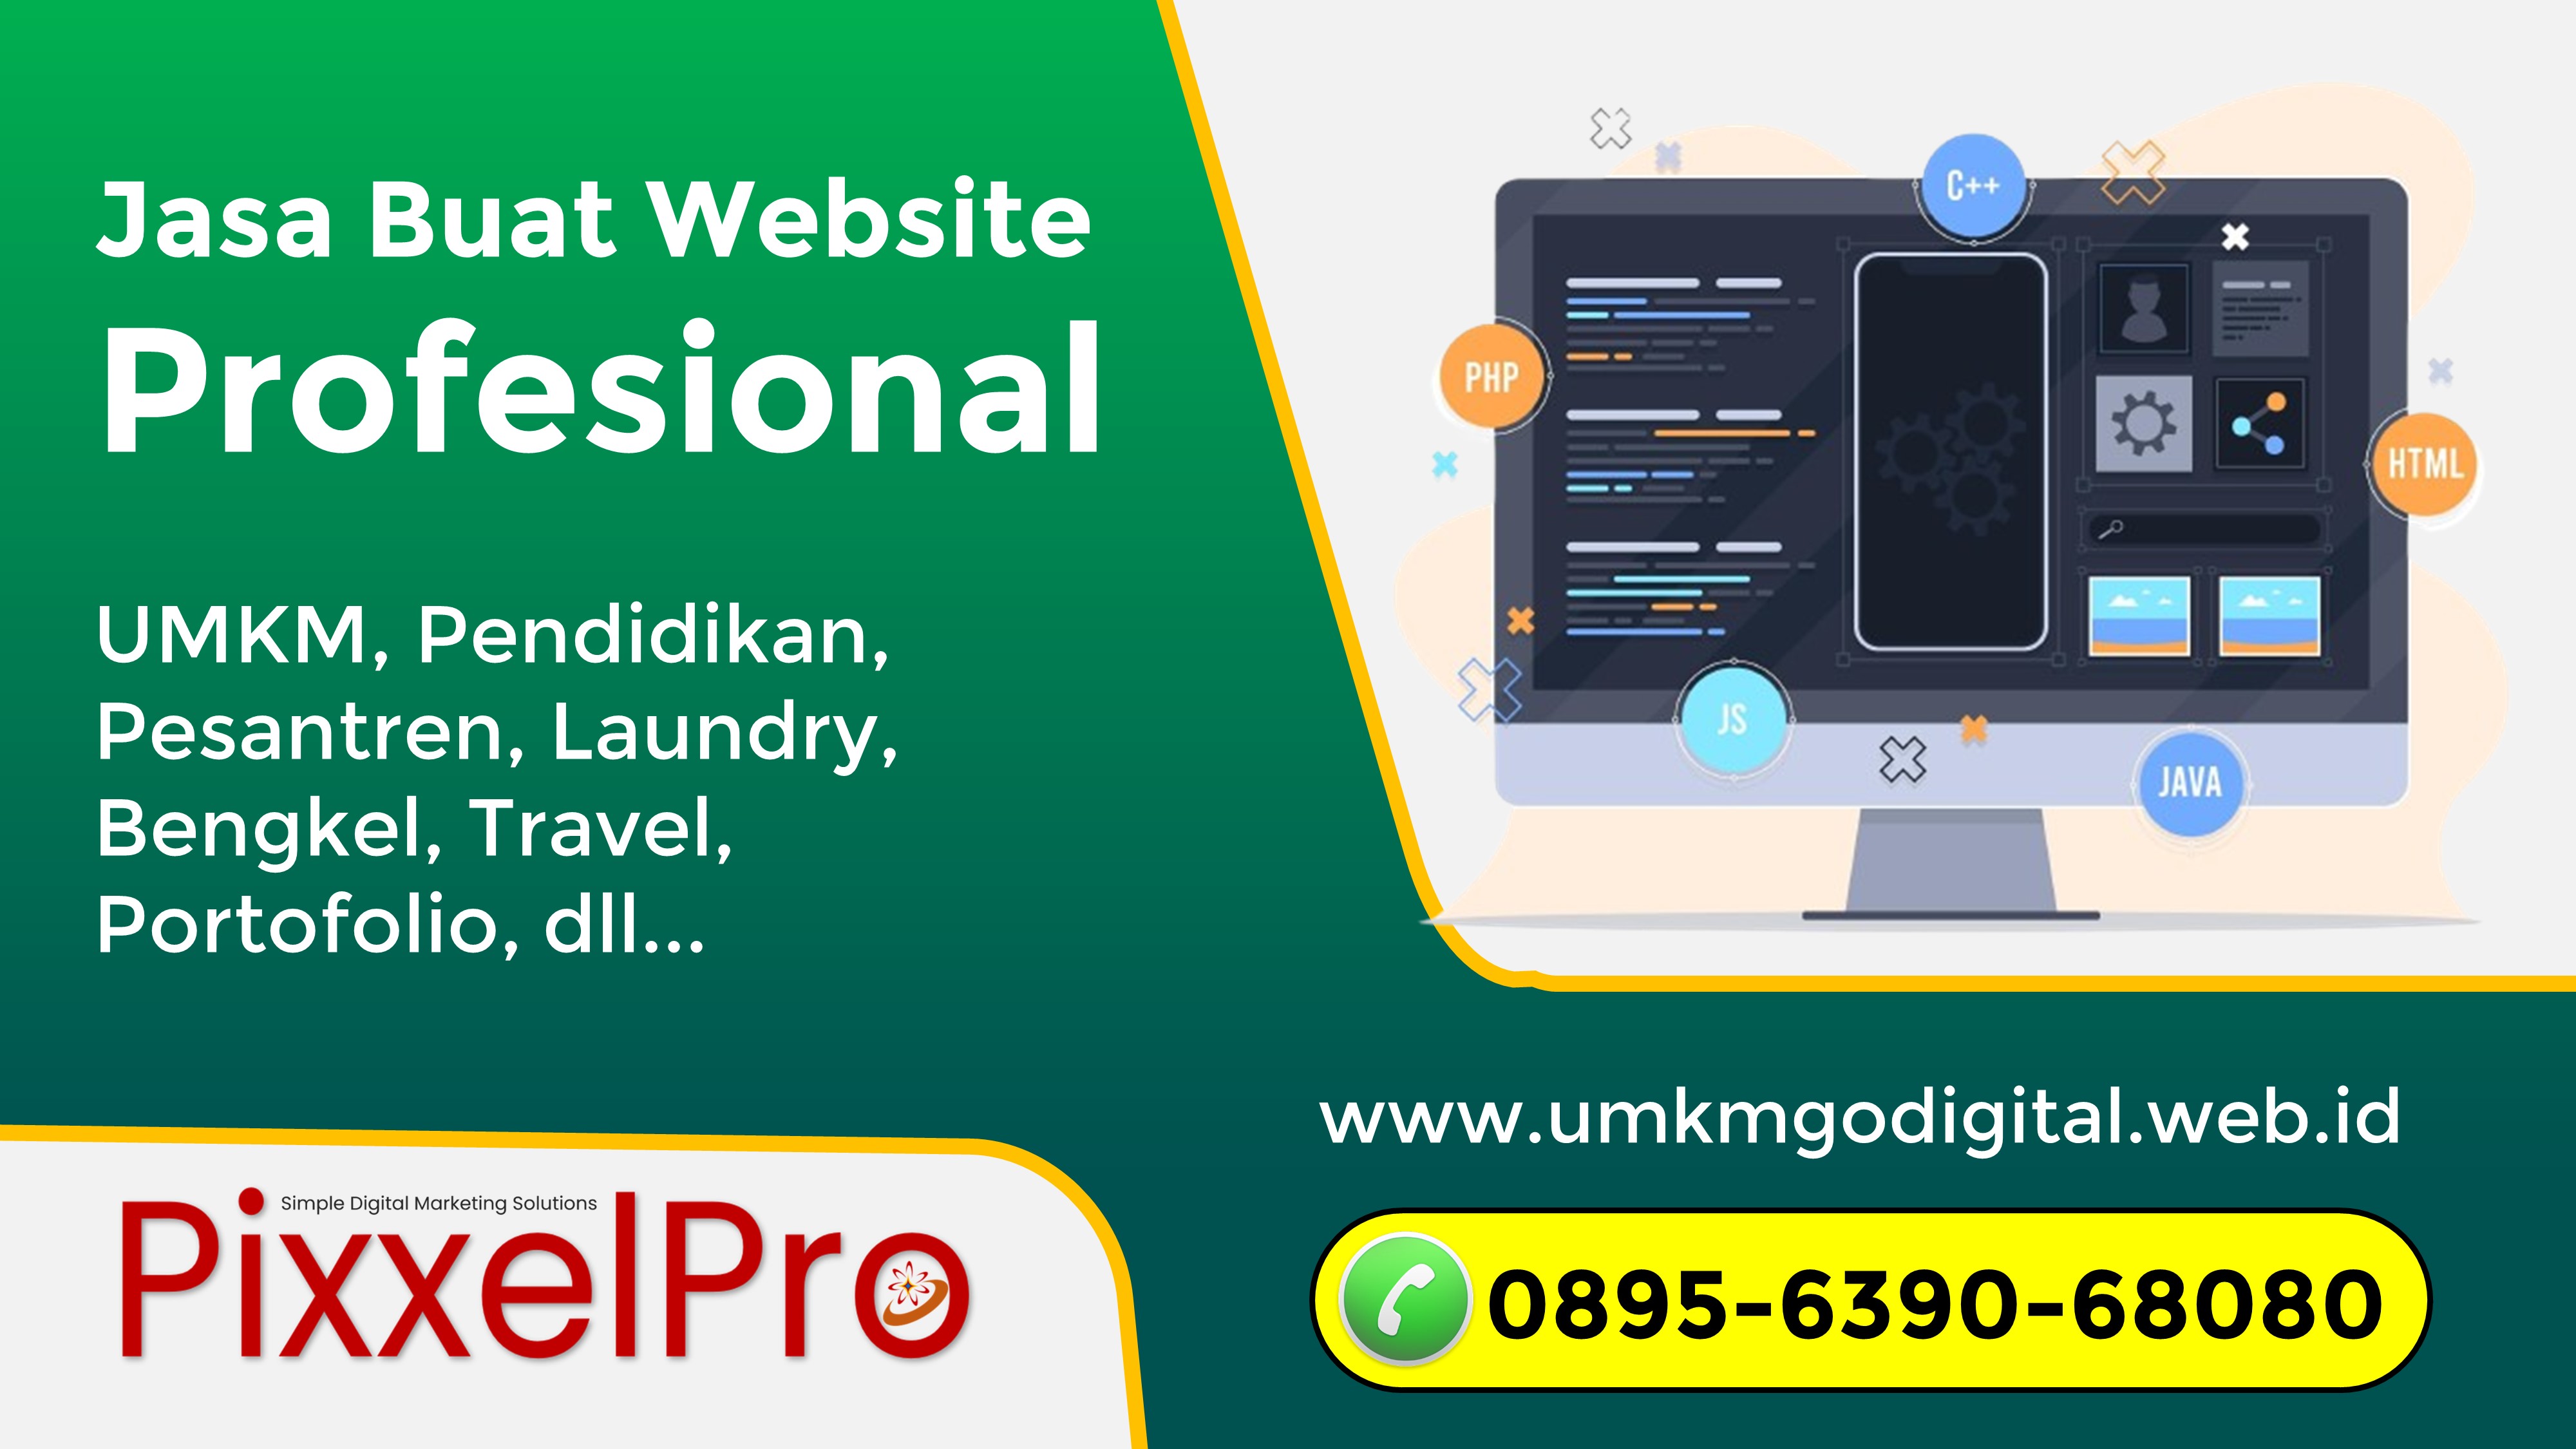 Jasa Buat Website
Profesional
UMKM, Pendidikan,
Pesantren, Laundry,
Bengkel, Travel,
Portofolio, dll...
C++
PHP
HTML
JS
JAVA
www.umkmgodigital.web.id
0895-6390-68080
Simple Digital Marketing Solutions
PixxelPro